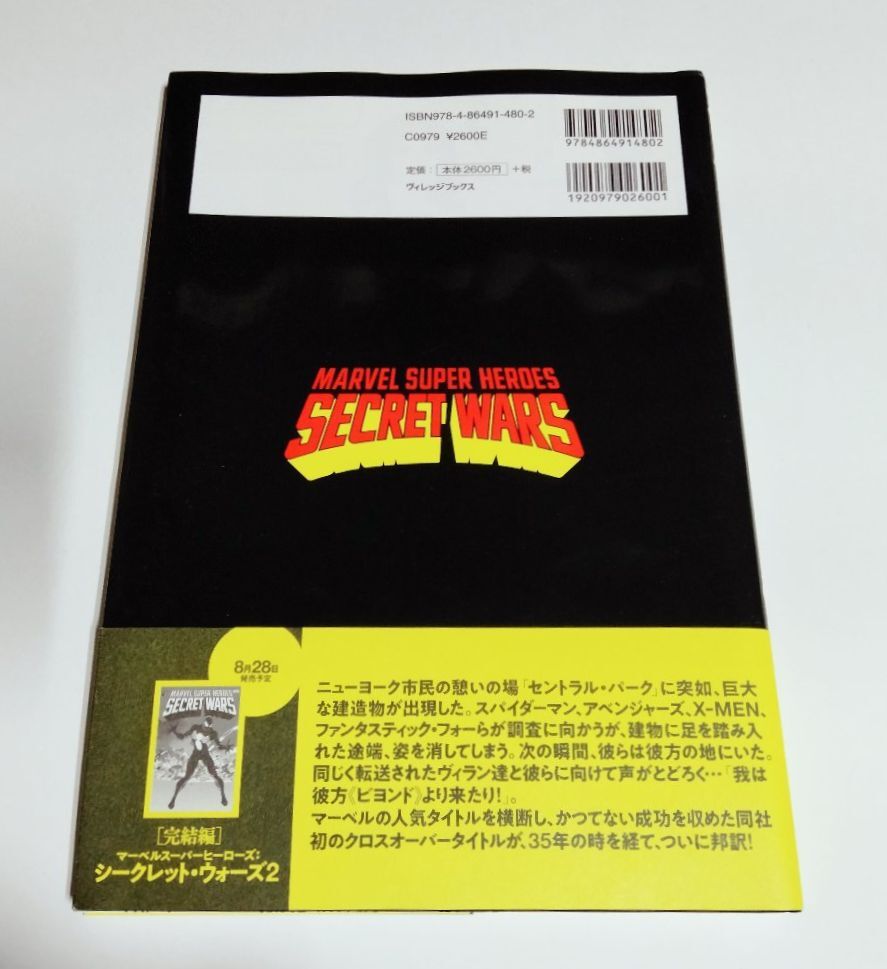 ISBN978-4-86491-480-2
C0979 ¥2600E
9784864914802
定価: 本体2600円 +税
ヴィレッジブックス
1920979026001
MARVEL SUPER HEROES
SECRET WARS
8月28日
発売予定
MARVEL SUPER HEROES
SECRET WARS
[完結編]
マーベルスーパーヒーローズ:
シークレット・ウォーズ2
ニューヨーク市民の憩いの場「セントラル・パーク」に突如、巨大
な建造物が出現した。スパイダーマン、アベンジャーズ、X-MEN、
ファンタスティック・フォーらが調査に向かうが、建物に足を踏み入
れた途端、姿を消してしまう。次の瞬間、彼らは彼方の地にいた。
同じく転送されたヴィラン達と彼らに向けて声がとどろく…「我は
彼方《ビヨンド》より来たり!」。
マーベルの人気タイトルを横断し、かつてない成功を収めた同社
初のクロスオーバータイトルが、35年の時を経て、ついに邦訳!